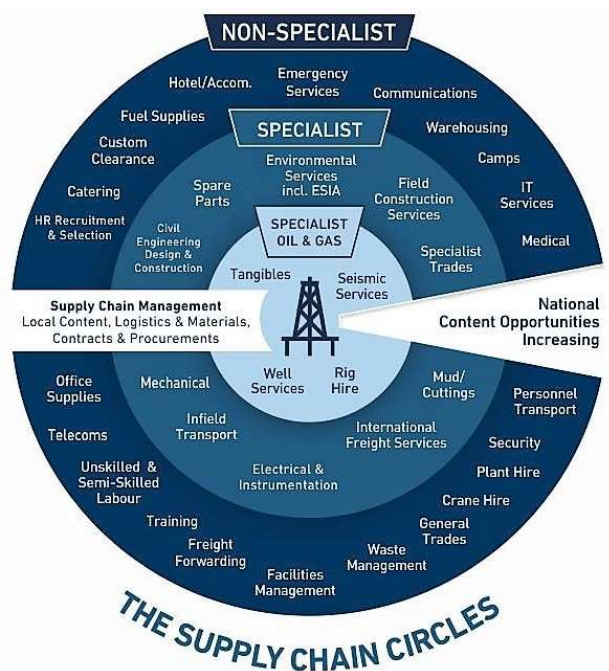 NON-SPECIALIST
Hotel/Accom.
Emergency
Services
Communications
Fuel Supplies
Warehousing
Custom
Clearance
Camps
Catering
IT
Services
HR Recruitment
& Selection
Medical
SPECIALIST
Environmental
Services
incl. ESIA
Spare
Parts
Field
Construction
Services
Civil
Engineering
Design &
Construction
Specialist
Trades
SPECIALIST
OIL & GAS
Tangibles
Seismic
Services
Supply Chain Management
Local Content, Logistics & Materials,
Contracts & Procurements
National
Content Opportunities
Increasing
Well
Services
Rig
Hire
Mechanical
Mud/
Cuttings
Infield
Transport
International
Freight Services
Electrical &
Instrumentation
Office
Supplies
Personnel
Transport
Telecoms
Security
Unskilled &
Semi-Skilled
Labour
Plant Hire
Crane Hire
Training
General
Trades
Freight
Forwarding
Waste
Management
Facilities
Management
THE SUPPLY CHAIN CIRCLES